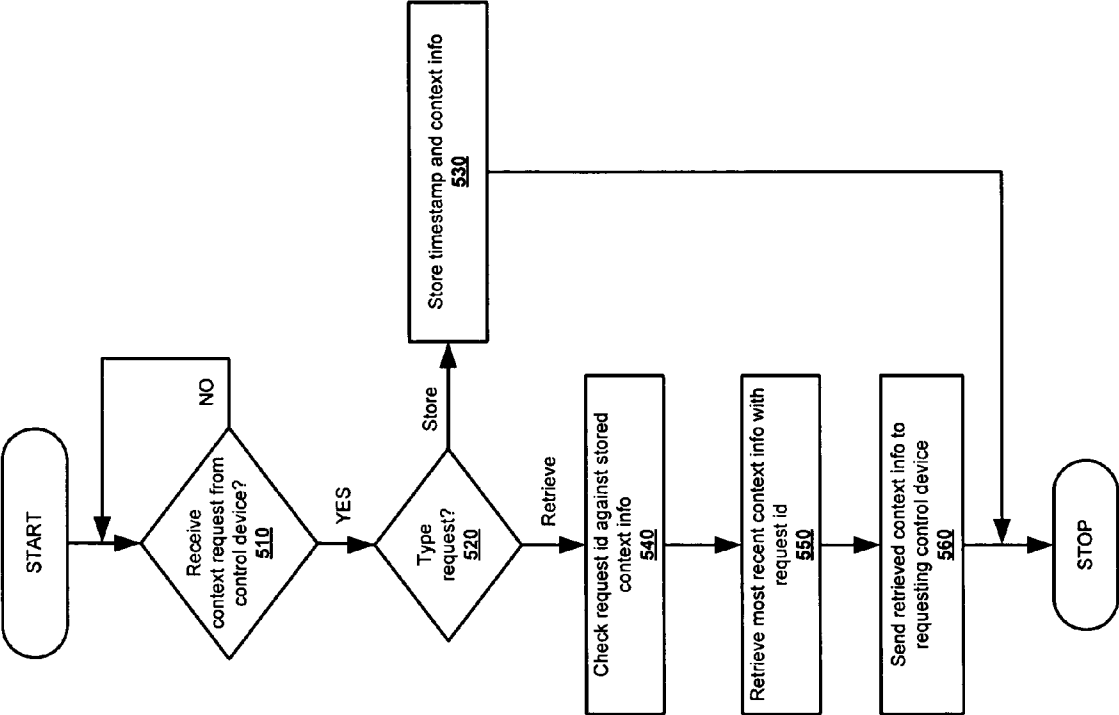 START
Receive
context request from
control device?
510
NO
YES
Type
request?
520
Store
Store timestamp and context info
530
Retrieve
Check request id against stored
context info
540
Retrieve most recent context info with
request id
550
Send retrieved context info to
requesting control device
560
STOP